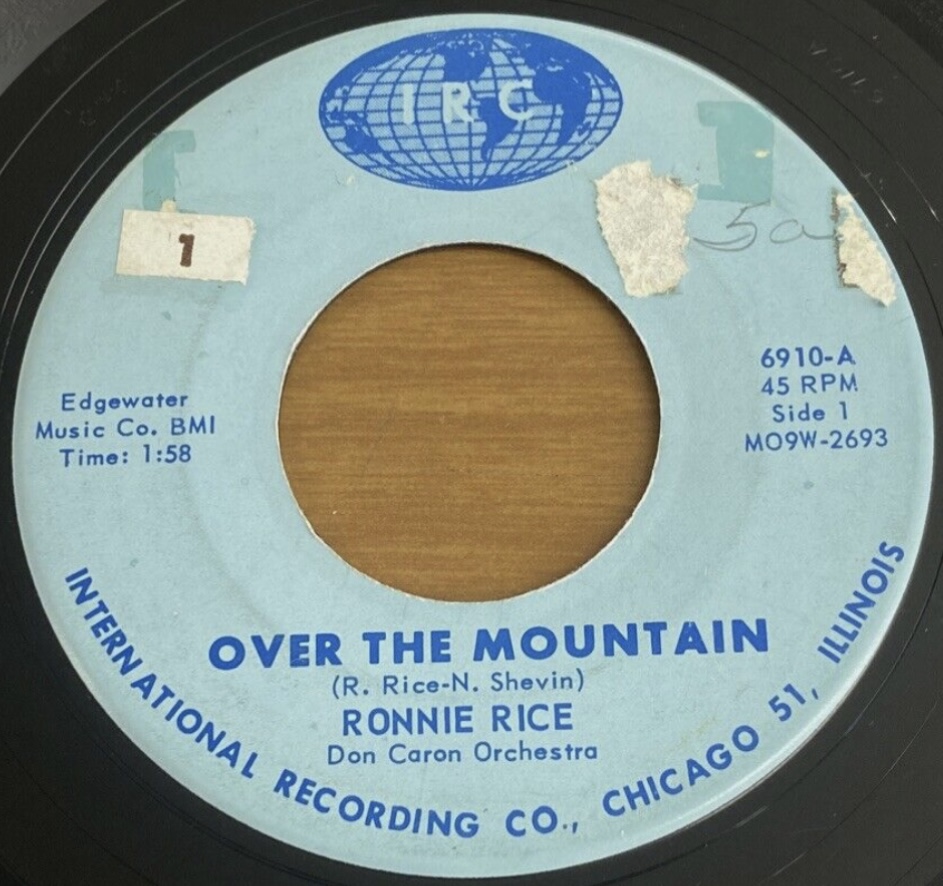 IRC
1
5a
Edgewater
Music Co. BMI
Time: 1:58
6910-A
45 RPM
Side 1
MO9W-2693
OVER THE MOUNTAIN
(R. Rice-N. Shevin)
RONNIE RICE
Don Caron Orchestra
INTERNATIONAL RECORDING CO., CHICAGO 51, ILLINOIS